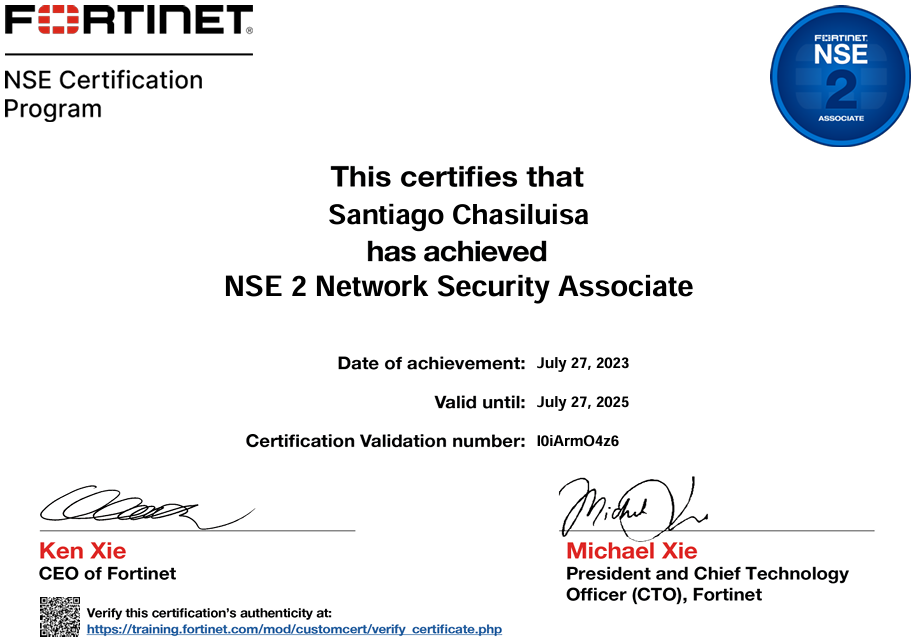 FORTINET®
NSE Certification
Program
FORTINET
NSE
2
ASSOCIATE
This certifies that
Santiago Chasiluisa
has achieved
NSE 2 Network Security Associate
Date of achievement: July 27, 2023
Valid until: July 27, 2025
Certification Validation number: I0iArmO4z6
Ken Xie
CEO of Fortinet
Michael Xie
President and Chief Technology
Officer (CTO), Fortinet
Verify this certification's authenticity at:
https://training.fortinet.com/mod/customcert/verify_certificate.php